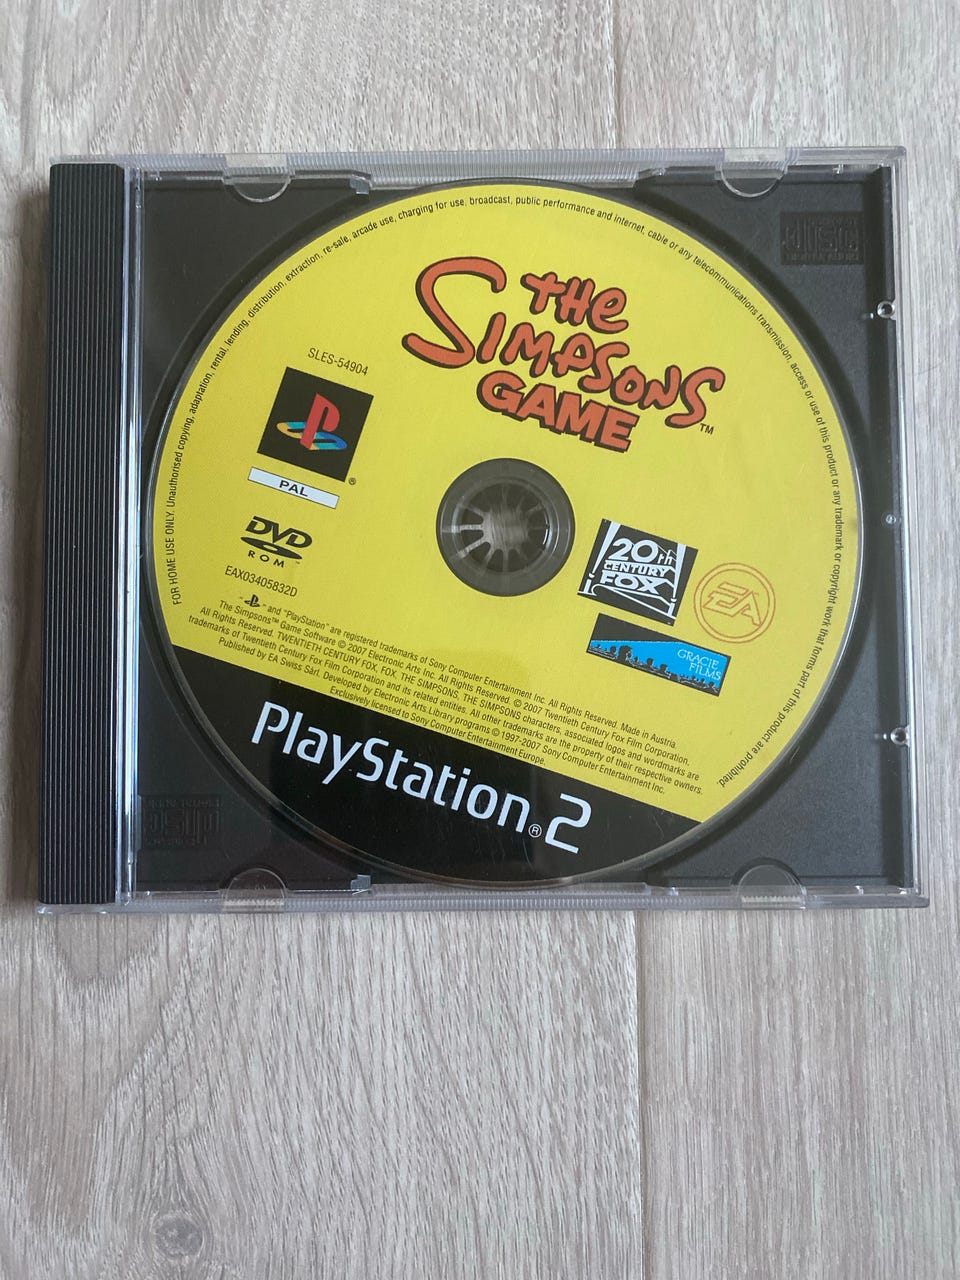 FOR HOME USE ONLY. Unauthorised copying, adaptation, rental, lending, distribution, extraction, re-sale, arcade use, charging for use, broadcast, public performance and internet, cable or any telecommunications transmission, access or use of this product or any trademark or copyright work that forms part of this product are prohibited.
THE
SIMPSONS
GAME
™
SLES-54904
®
PAL
DVD
ROM
™
EAX03405832D
20th
CENTURY
FOX
EA
GRACIE
FILMS
" " and "PlayStation" are registered trademarks of Sony Computer Entertainment Inc. All Rights Reserved. Made in Austria.
The Simpsons™ Game Software © 2007 Electronic Arts Inc. All Rights Reserved. © 2007 Twentieth Century Fox Film Corporation.
All Rights Reserved. TWENTIETH CENTURY FOX, FOX, THE SIMPSONS, THE SIMPSONS characters, associated logos and wordmarks are
trademarks of Twentieth Century Fox Film Corporation and its related entities. All other trademarks are the property of their respective owners.
Published by EA Swiss Sàrl. Developed by Electronic Arts.Library programs © 1997-2007 Sony Computer Entertainment Inc.
Exclusively licensed to Sony Computer Entertainment Europe.
PlayStation®2